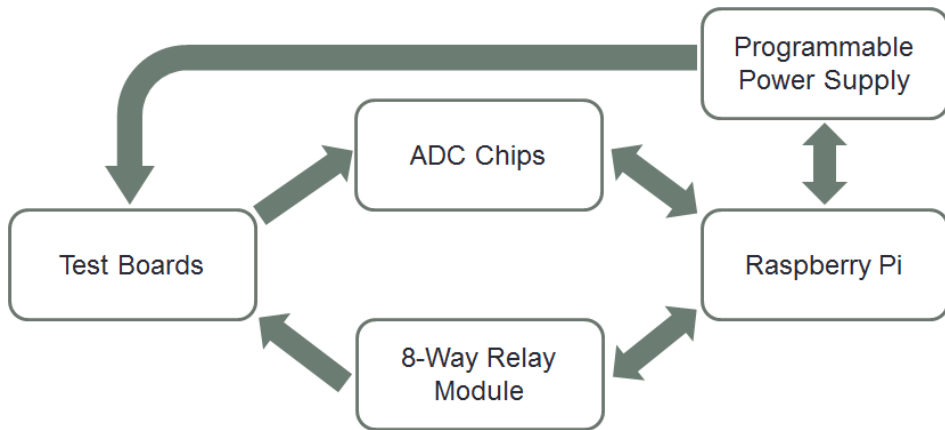 Programmable
Power Supply
ADC Chips
Test Boards
Raspberry Pi
8-Way Relay
Module